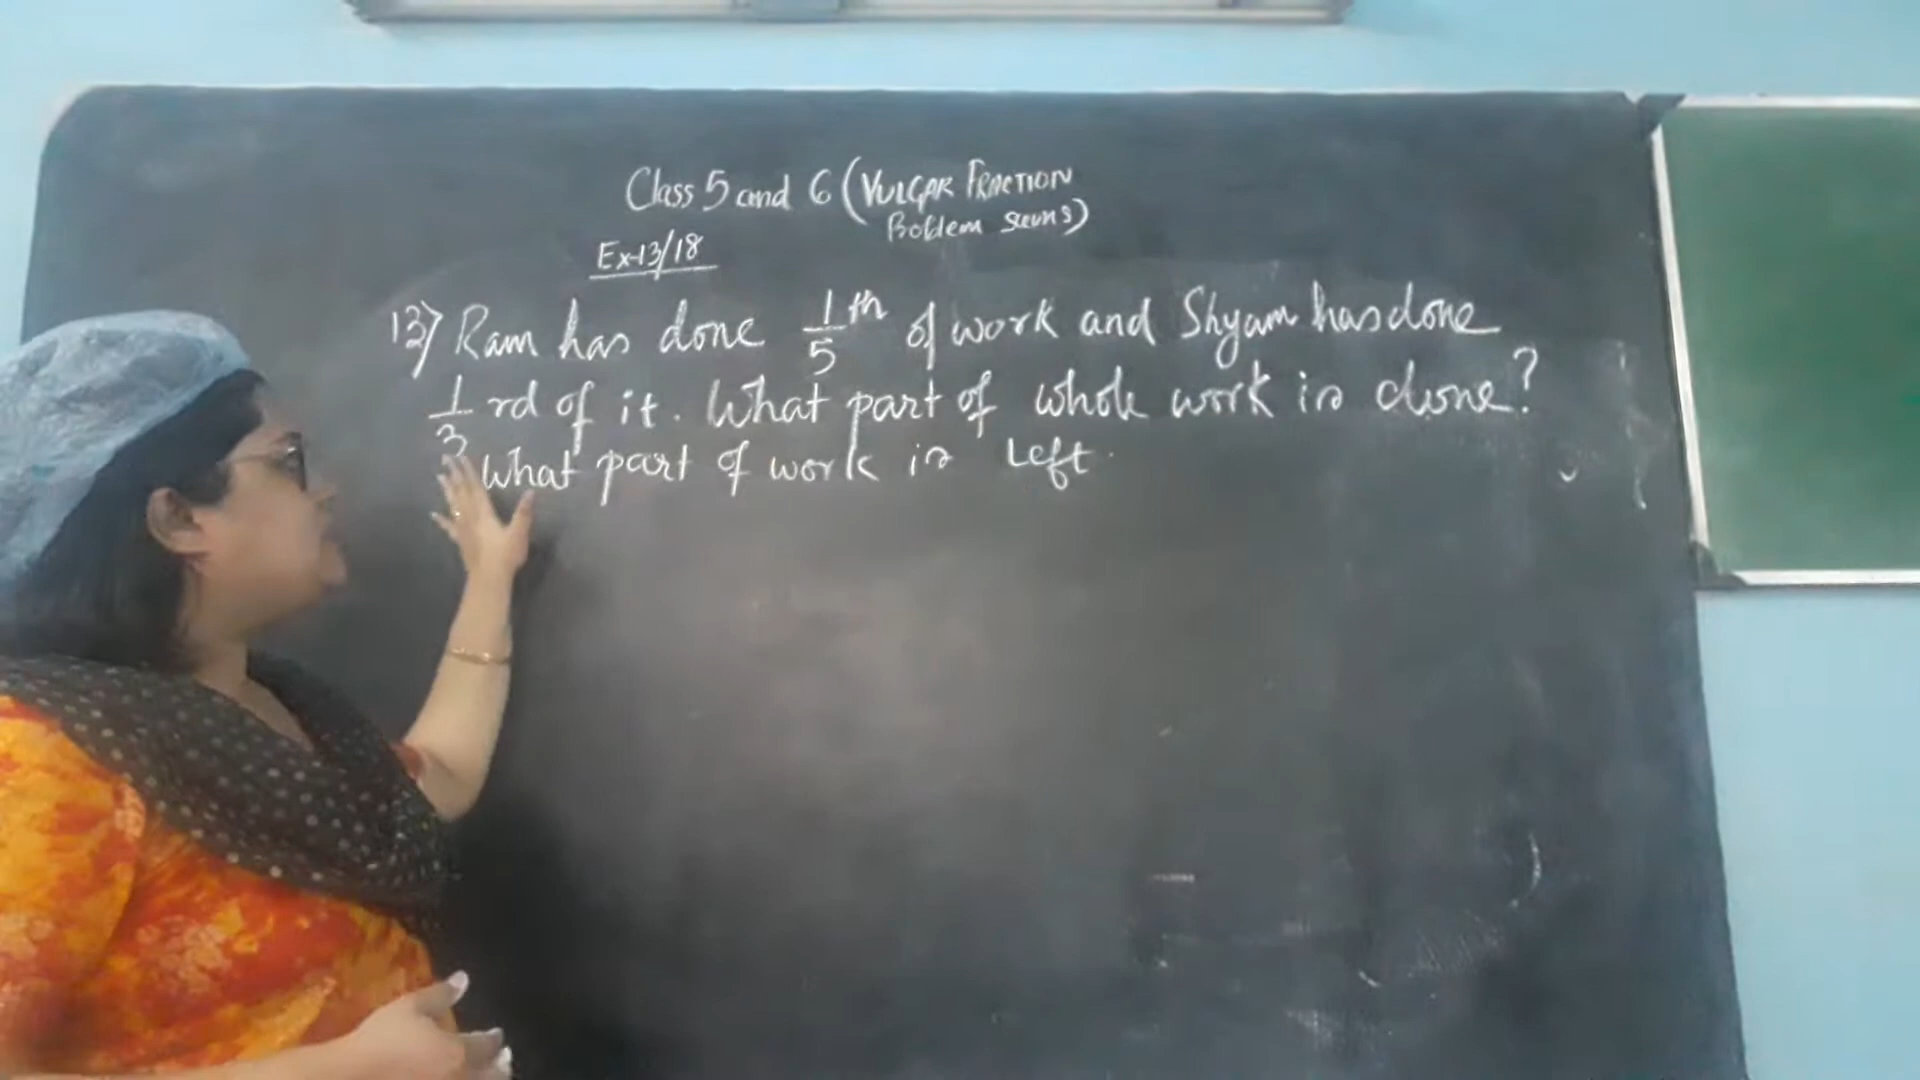 Class 5 and 6 (VULGAR FRACTION
Problem sums)
Ex-13/18
13) Ram has done 1/5 th of work and Shyam has done
1/3 rd of it. What part of whole work is done?
What part of work is left.